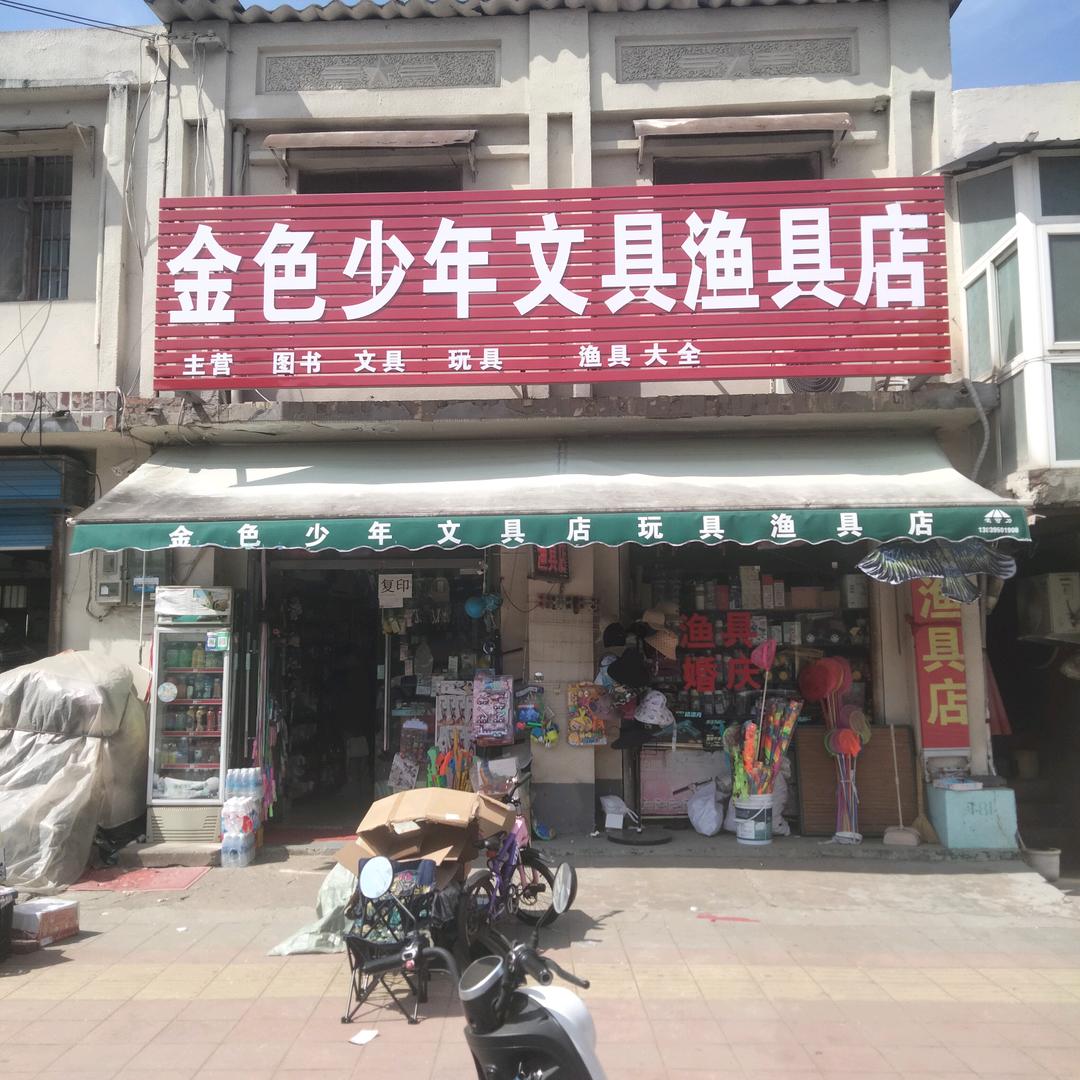 金色少年文具渔具店
主营 图书 文具 玩具 渔具大全
金色少年文具店玩具渔具店
复印
渔具
婚庆
渔具店